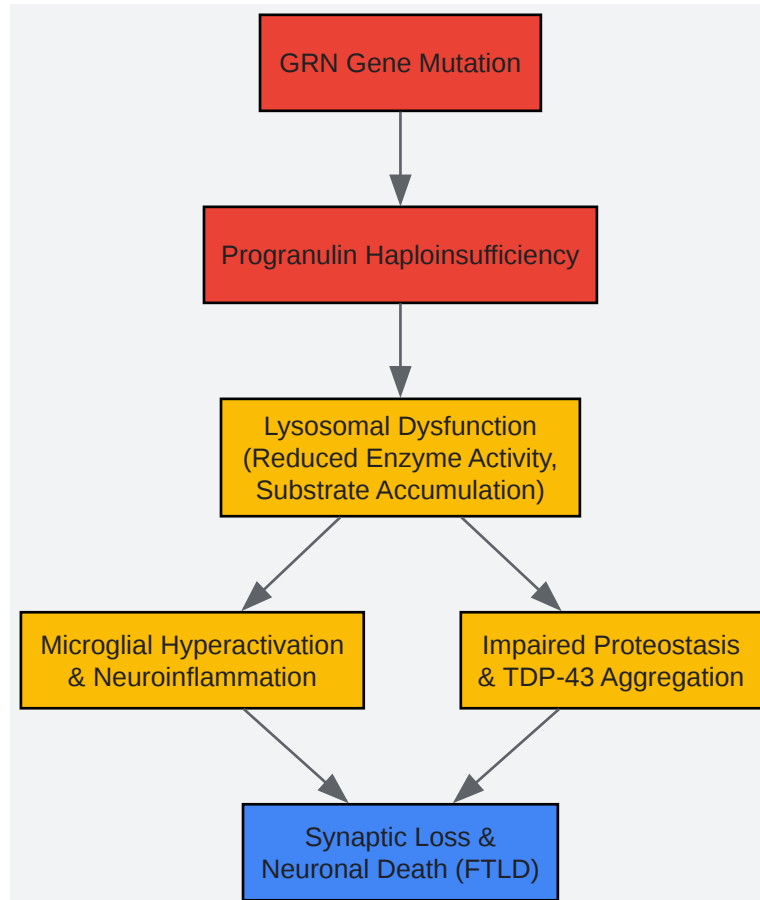 GRN Gene Mutation
Progranulin Haploinsufficiency
Lysosomal Dysfunction
(Reduced Enzyme Activity,
Substrate Accumulation)
Microglial Hyperactivation
& Neuroinflammation
Impaired Proteostasis
& TDP-43 Aggregation
Synaptic Loss &
Neuronal Death (FTLD)